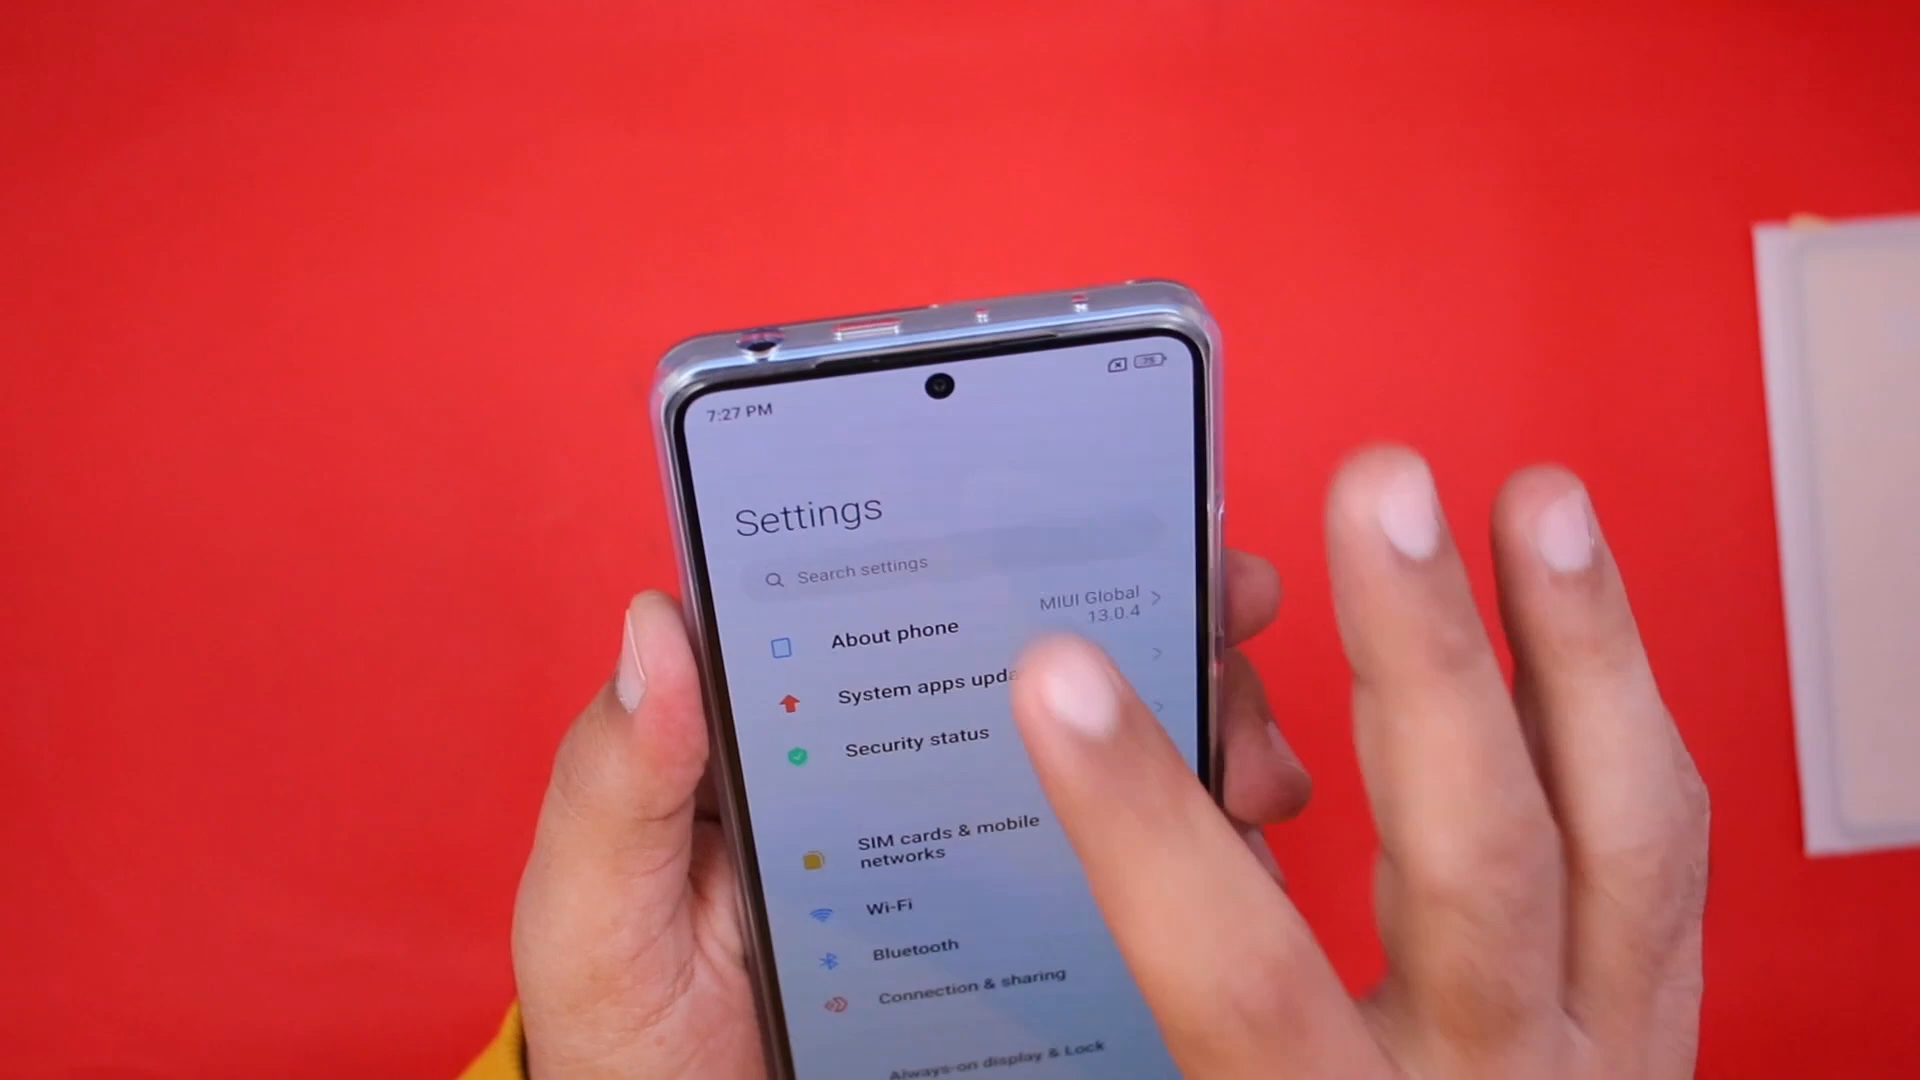 7:27 PM
75
Settings
Search settings
About phone
MIUI Global
13.0.4
System apps upda
Security status
SIM cards & mobile
networks
Wi-Fi
Bluetooth
Connection & sharing
Always-on display & Lock